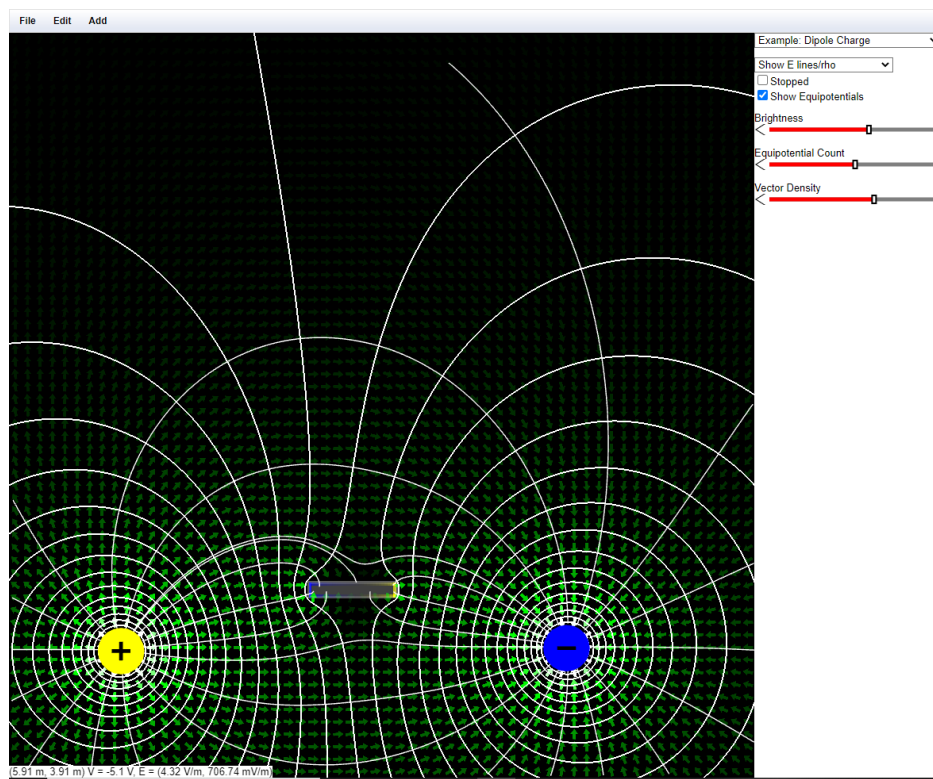 File Edit Add
Example: Dipole Charge
Show E lines/rho
Stopped
Show Equipotentials
Brightness
Equipotential Count
Vector Density
+
−
(5.91 m, 3.91 m) V = -5.1 V, E = (4.32 V/m, 706.74 mV/m)